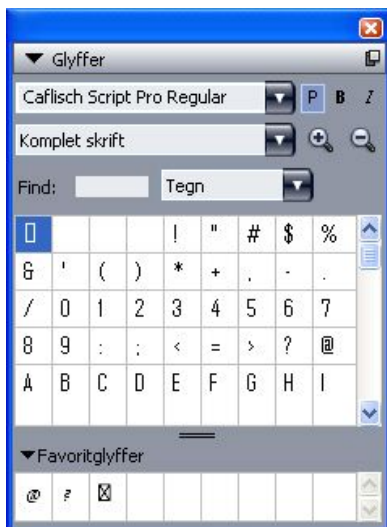 Glyffer
Caflisch Script Pro Regular P B I
Komplet skrift
Find: Tegn
! " # $ %
& ' ( ) * + , - .
/ 0 1 2 3 4 5 6 7
8 9 : ; < = > ? @
A B C D E F G H I
Favoritglyffer
@ ?